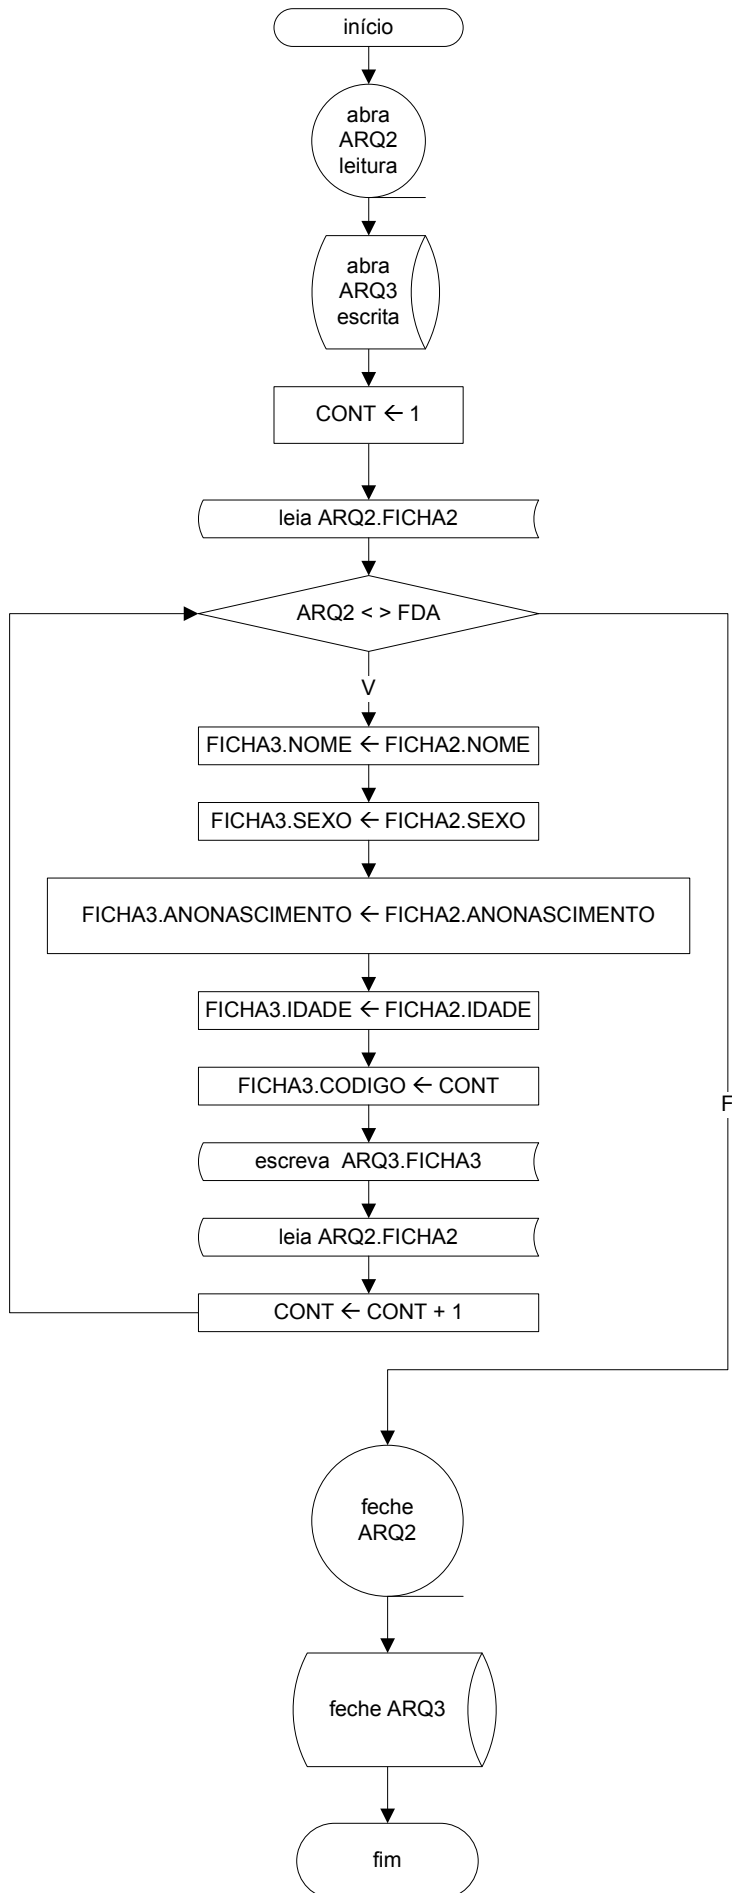 início
abra
ARQ2
leitura
abra
ARQ3
escrita
CONT ← 1
leia ARQ2.FICHA2
ARQ2 < > FDA
V
FICHA3.NOME ← FICHA2.NOME
FICHA3.SEXO ← FICHA2.SEXO
FICHA3.ANONASCIMENTO ← FICHA2.ANONASCIMENTO
FICHA3.IDADE ← FICHA2.IDADE
FICHA3.CODIGO ← CONT
F
escreva ARQ3.FICHA3
leia ARQ2.FICHA2
CONT ← CONT + 1
feche
ARQ2
feche ARQ3
fim